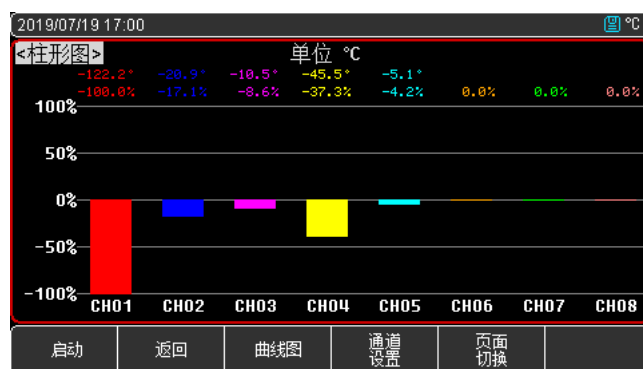 2019/07/19 17:00 °C
<柱形图> 单位 °C
-122.2° -20.9° -10.5° -45.5° -5.1°
-100.0% -17.1% -8.6% -37.3% -4.2% 0.0% 0.0% 0.0%
100%
50%
0%
-50%
-100%
CH01 CH02 CH03 CH04 CH05 CH06 CH07 CH08
启动 返回 曲线图 通道 页面
设置 切换